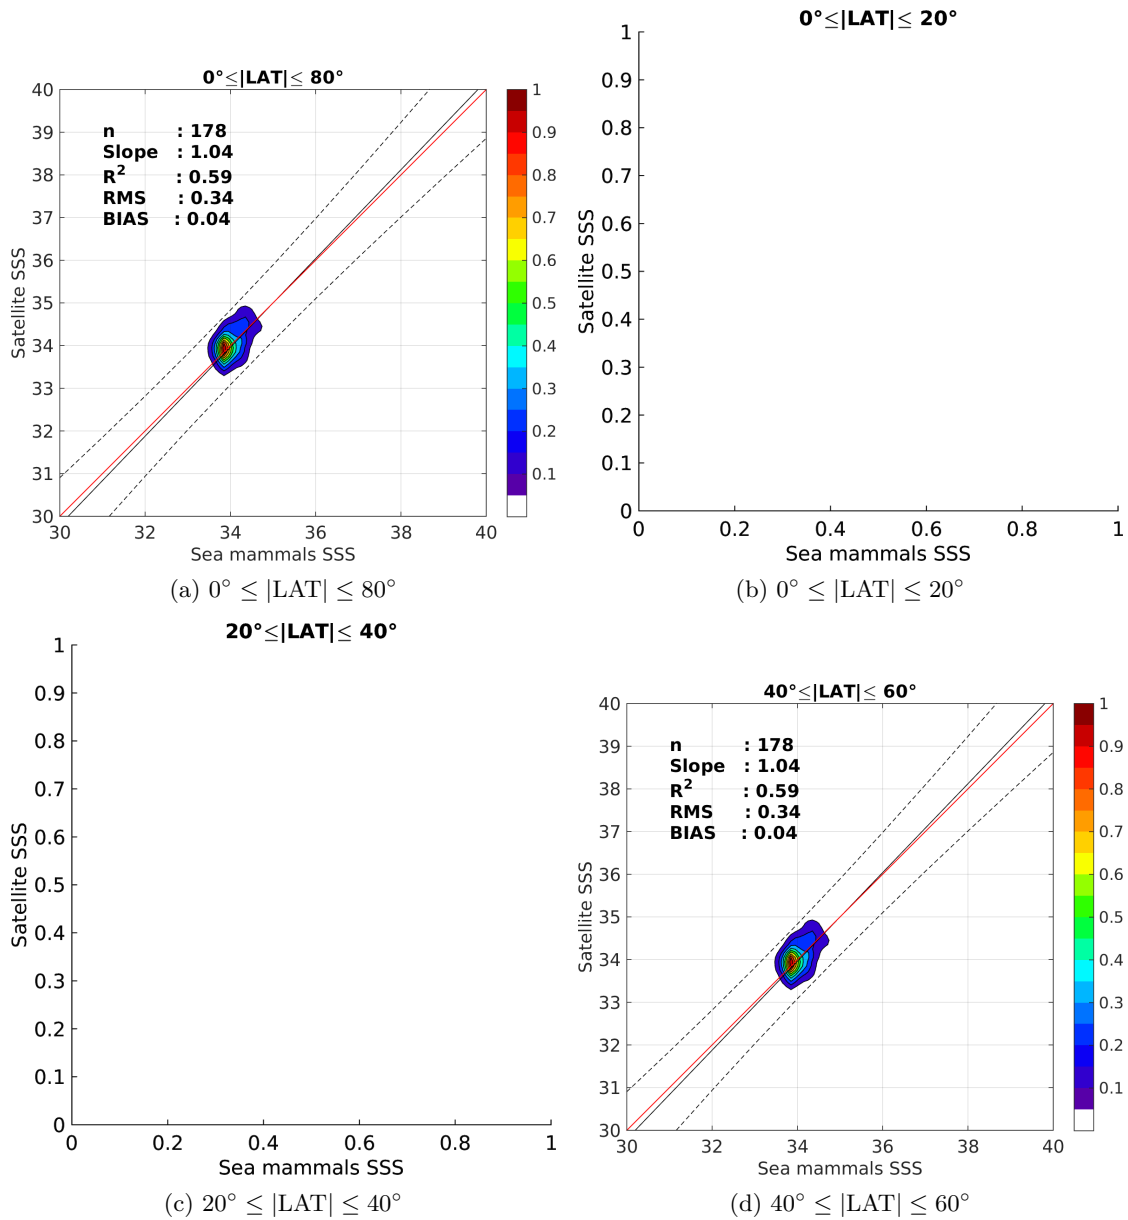 0°≤|LAT|≤ 80°
40
39
38
37
36
35
34
33
32
31
30
Satellite SSS
n : 178
Slope : 1.04
R² : 0.59
RMS : 0.34
BIAS : 0.04
30 32 34 36 38 40
Sea mammals SSS
1
0.9
0.8
0.7
0.6
0.5
0.4
0.3
0.2
0.1
(a) 0° ≤ |LAT| ≤ 80°
0°≤|LAT|≤ 20°
1
0.9
0.8
0.7
0.6
0.5
0.4
0.3
0.2
0.1
0
Satellite SSS
0 0.2 0.4 0.6 0.8 1
Sea mammals SSS
(b) 0° ≤ |LAT| ≤ 20°
20°≤|LAT|≤ 40°
1
0.9
0.8
0.7
0.6
0.5
0.4
0.3
0.2
0.1
0
Satellite SSS
0 0.2 0.4 0.6 0.8 1
Sea mammals SSS
(c) 20° ≤ |LAT| ≤ 40°
40°≤|LAT|≤ 60°
40
39
38
37
36
35
34
33
32
31
30
Satellite SSS
n : 178
Slope : 1.04
R² : 0.59
RMS : 0.34
BIAS : 0.04
30 32 34 36 38 40
Sea mammals SSS
1
0.9
0.8
0.7
0.6
0.5
0.4
0.3
0.2
0.1
(d) 40° ≤ |LAT| ≤ 60°